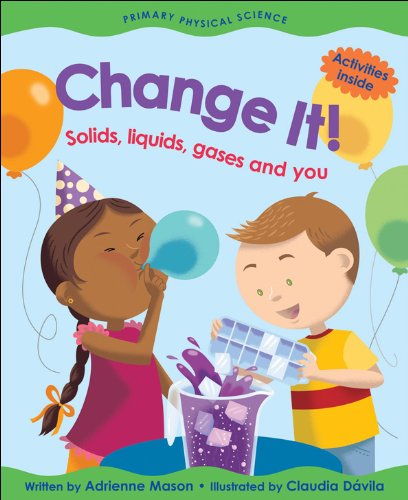 PRIMARY PHYSICAL SCIENCE
Change It!
Activities
inside
Solids, liquids, gases and you
Written by Adrienne Mason • Illustrated by Claudia Dávila